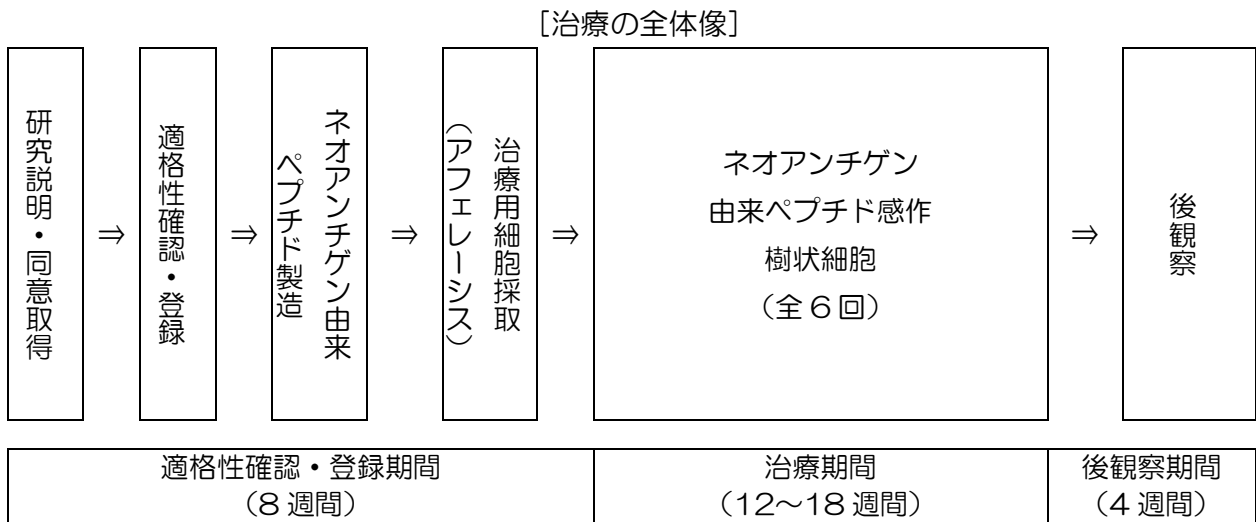 [治療の全体像]
研究説明・同意取得
⇒
適格性確認・登録
⇒
ネオアンチゲン由来
ペプチド製造
⇒
治療用細胞採取
（アフェレーシス）
⇒
ネオアンチゲン
由来ペプチド感作
樹状細胞
（全6回）
⇒
後観察
適格性確認・登録期間
（8週間）
治療期間
（12～18週間）
後観察期間
（4週間）